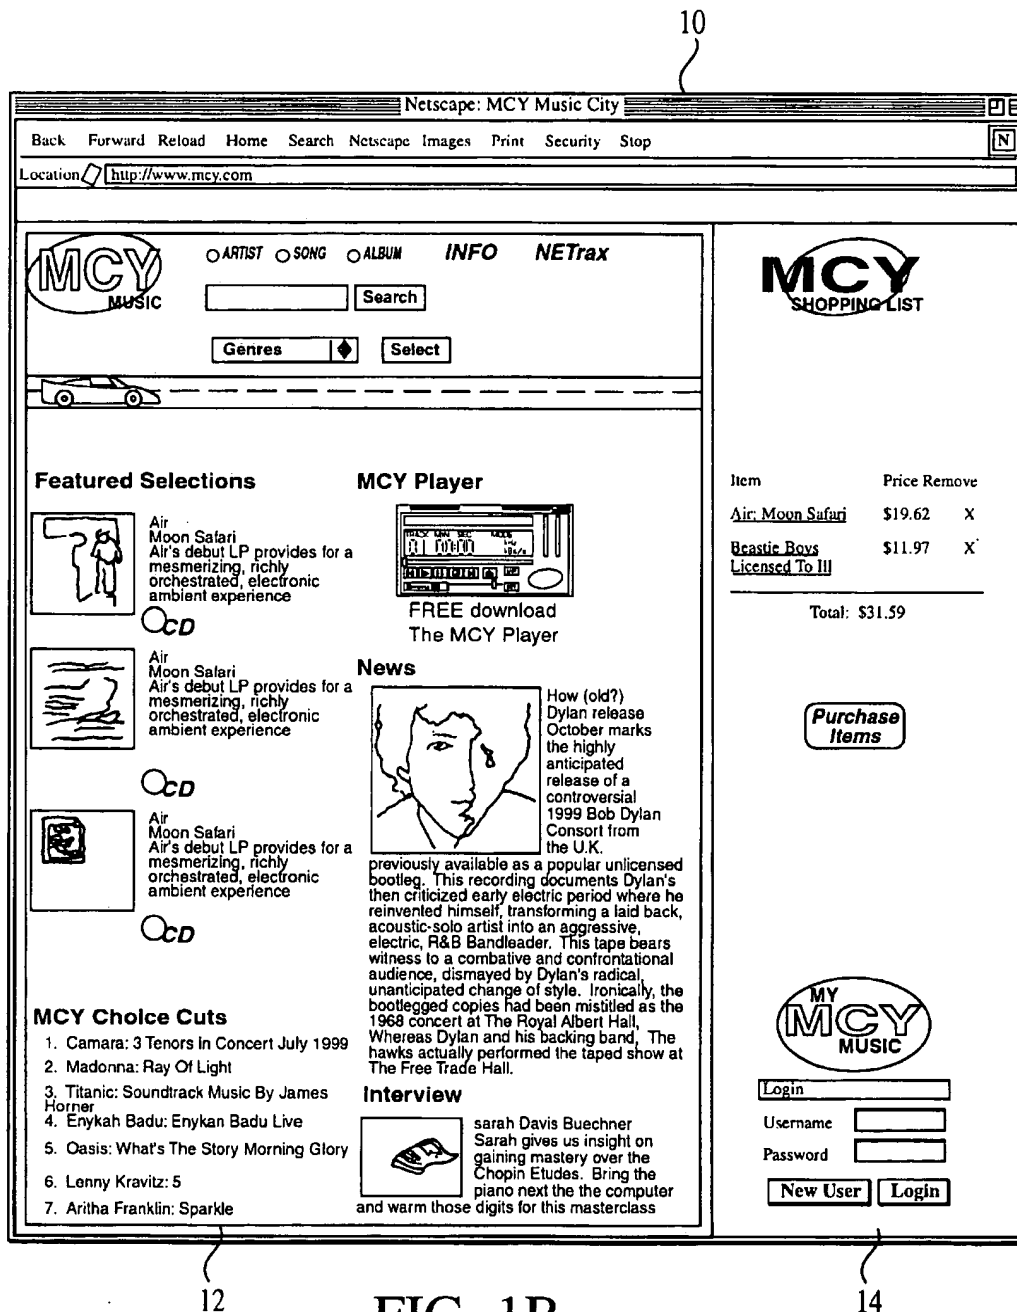 10
Netscape: MCY Music City
Back Forward Reload Home Search Netscape Images Print Security Stop
N
Location http://www.mcy.com
MCY
MUSIC
ARTIST SONG ALBUM INFO NETrax
Search
Genres Select
MCY
SHOPPING LIST
Featured Selections
Air
Moon Safari
Air's debut LP provides for a
mesmerizing, richly
orchestrated, electronic
ambient experience
CD
Air
Moon Safari
Air's debut LP provides for a
mesmerizing, richly
orchestrated, electronic
ambient experience
CD
Air
Moon Safari
Air's debut LP provides for a
mesmerizing, richly
orchestrated, electronic
ambient experience
CD
MCY Choice Cuts
1. Camara: 3 Tenors In Concert July 1999
2. Madonna: Ray Of Light
3. Titanic: Soundtrack Music By James
Horner
4. Enykah Badu: Enykan Badu Live
5. Oasis: What's The Story Morning Glory
6. Lenny Kravitz: 5
7. Aritha Franklin: Sparkle
MCY Player
TRACK MIN SEC MODE
01 00:00
FREE download
The MCY Player
News
How (old?)
Dylan release
October marks
the highly
anticipated
release of a
controversial
1999 Bob Dylan
Consort from
the U.K.
previously available as a popular unlicensed
bootleg. This recording documents Dylan's
then criticized early electric period where he
reinvented himself, transforming a laid back,
acoustic-solo artist into an aggressive,
electric, R&B Bandleader. This tape bears
witness to a combative and confrontational
audience, dismayed by Dylan's radical,
unanticipated change of style. Ironically, the
bootlegged copies had been mistitled as the
1968 concert at The Royal Albert Hall,
Whereas Dylan and his backing band, The
hawks actually performed the taped show at
The Free Trade Hall.
Interview
sarah Davis Buechner
Sarah gives us insight on
gaining mastery over the
Chopin Etudes. Bring the
piano next the the computer
and warm those digits for this masterclass
Item Price Remove
Air; Moon Safari $19.62 X
Beastie Boys $11.97 X
Licensed To Ill
Total: $31.59
Purchase
Items
MY
MCY
MUSIC
Login
Username
Password
New User Login
12
14
FIG. 1B